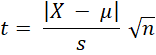 t = |X − μ| / s √n